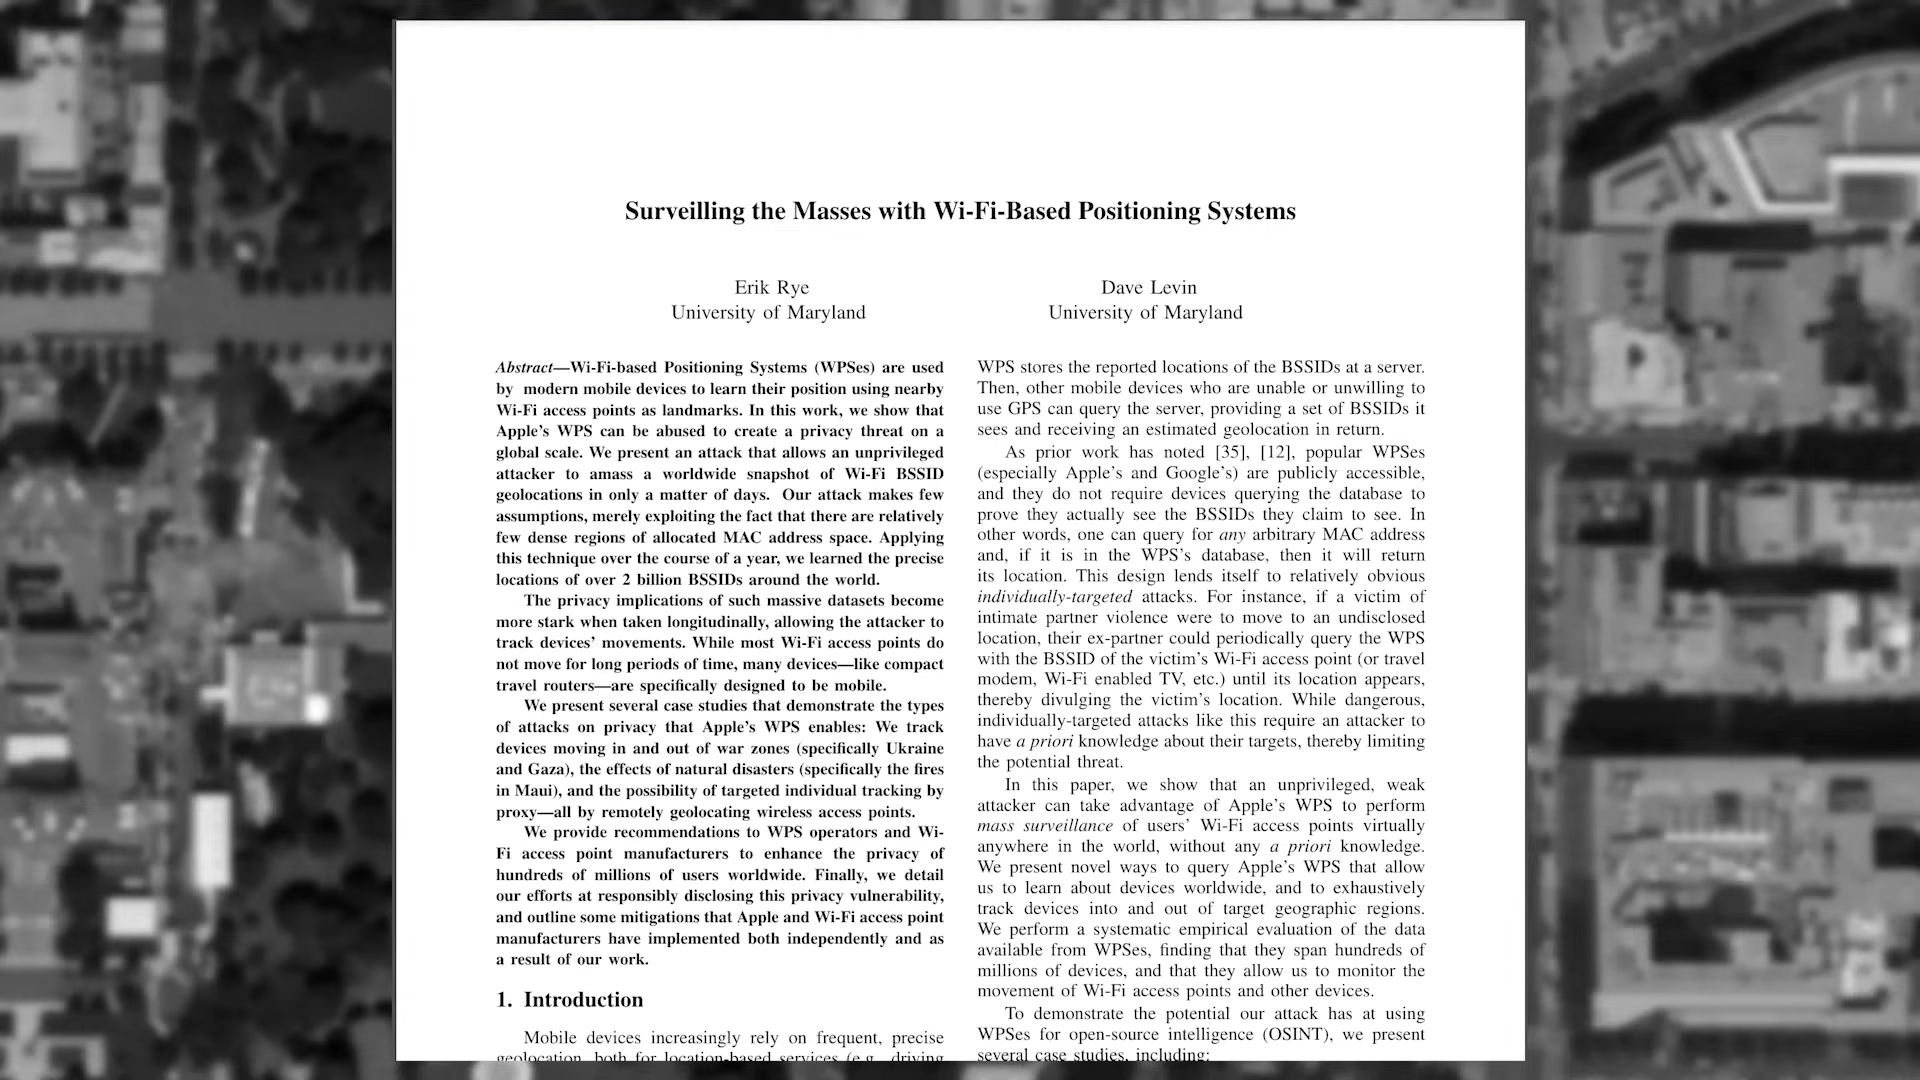 Surveilling the Masses with Wi-Fi-Based Positioning Systems
Erik Rye
University of Maryland
Dave Levin
University of Maryland
Abstract—Wi-Fi-based Positioning Systems (WPSes) are used
by modern mobile devices to learn their position using nearby
Wi-Fi access points as landmarks. In this work, we show that
Apple's WPS can be abused to create a privacy threat on a
global scale. We present an attack that allows an unprivileged
attacker to amass a worldwide snapshot of Wi-Fi BSSID
geolocations in only a matter of days. Our attack makes few
assumptions, merely exploiting the fact that there are relatively
few dense regions of allocated MAC address space. Applying
this technique over the course of a year, we learned the precise
locations of over 2 billion BSSIDs around the world.
The privacy implications of such massive datasets become
more stark when taken longitudinally, allowing the attacker to
track devices' movements. While most Wi-Fi access points do
not move for long periods of time, many devices—like compact
travel routers—are specifically designed to be mobile.
We present several case studies that demonstrate the types
of attacks on privacy that Apple's WPS enables: We track
devices moving in and out of war zones (specifically Ukraine
and Gaza), the effects of natural disasters (specifically the fires
in Maui), and the possibility of targeted individual tracking by
proxy—all by remotely geolocating wireless access points.
We provide recommendations to WPS operators and Wi-
Fi access point manufacturers to enhance the privacy of
hundreds of millions of users worldwide. Finally, we detail
our efforts at responsibly disclosing this privacy vulnerability,
and outline some mitigations that Apple and Wi-Fi access point
manufacturers have implemented both independently and as
a result of our work.
1. Introduction
Mobile devices increasingly rely on frequent, precise
geolocation, both for location-based services (e.g., driving
WPS stores the reported locations of the BSSIDs at a server.
Then, other mobile devices who are unable or unwilling to
use GPS can query the server, providing a set of BSSIDs it
sees and receiving an estimated geolocation in return.
As prior work has noted [35], [12], popular WPSes
(especially Apple's and Google's) are publicly accessible,
and they do not require devices querying the database to
prove they actually see the BSSIDs they claim to see. In
other words, one can query for any arbitrary MAC address
and, if it is in the WPS's database, then it will return
its location. This design lends itself to relatively obvious
individually-targeted attacks. For instance, if a victim of
intimate partner violence were to move to an undisclosed
location, their ex-partner could periodically query the WPS
with the BSSID of the victim's Wi-Fi access point (or travel
modem, Wi-Fi enabled TV, etc.) until its location appears,
thereby divulging the victim's location. While dangerous,
individually-targeted attacks like this require an attacker to
have a priori knowledge about their targets, thereby limiting
the potential threat.
In this paper, we show that an unprivileged, weak
attacker can take advantage of Apple's WPS to perform
mass surveillance of users' Wi-Fi access points virtually
anywhere in the world, without any a priori knowledge.
We present novel ways to query Apple's WPS that allow
us to learn about devices worldwide, and to exhaustively
track devices into and out of target geographic regions.
We perform a systematic empirical evaluation of the data
available from WPSes, finding that they span hundreds of
millions of devices, and that they allow us to monitor the
movement of Wi-Fi access points and other devices.
To demonstrate the potential our attack has at using
WPSes for open-source intelligence (OSINT), we present
several case studies, including: